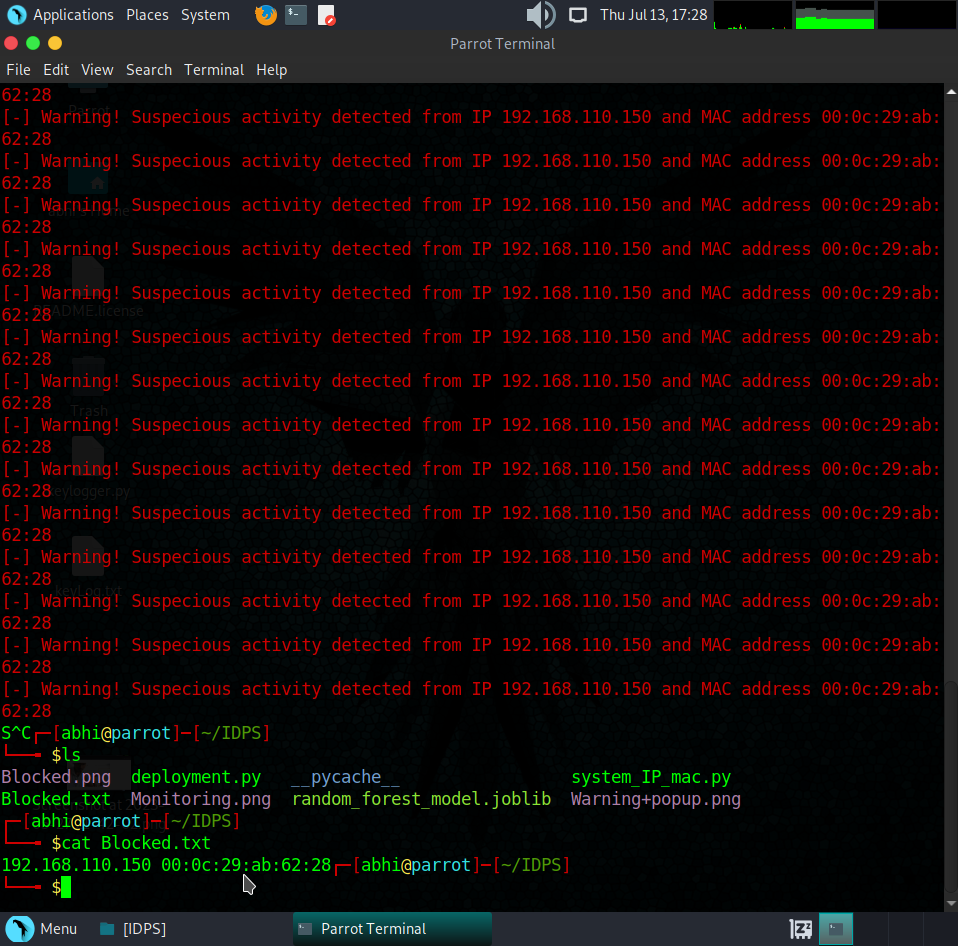 Applications Places System Thu Jul 13, 17:28
Parrot Terminal
File Edit View Search Terminal Help
62:28
[-] Warning! Suspecious activity detected from IP 192.168.110.150 and MAC address 00:0c:29:ab:
62:28
[-] Warning! Suspecious activity detected from IP 192.168.110.150 and MAC address 00:0c:29:ab:
62:28
[-] Warning! Suspecious activity detected from IP 192.168.110.150 and MAC address 00:0c:29:ab:
62:28
[-] Warning! Suspecious activity detected from IP 192.168.110.150 and MAC address 00:0c:29:ab:
62:28
[-] Warning! Suspecious activity detected from IP 192.168.110.150 and MAC address 00:0c:29:ab:
62:28
[-] Warning! Suspecious activity detected from IP 192.168.110.150 and MAC address 00:0c:29:ab:
62:28
[-] Warning! Suspecious activity detected from IP 192.168.110.150 and MAC address 00:0c:29:ab:
62:28
[-] Warning! Suspecious activity detected from IP 192.168.110.150 and MAC address 00:0c:29:ab:
62:28
[-] Warning! Suspecious activity detected from IP 192.168.110.150 and MAC address 00:0c:29:ab:
62:28
[-] Warning! Suspecious activity detected from IP 192.168.110.150 and MAC address 00:0c:29:ab:
62:28
[-] Warning! Suspecious activity detected from IP 192.168.110.150 and MAC address 00:0c:29:ab:
62:28
[-] Warning! Suspecious activity detected from IP 192.168.110.150 and MAC address 00:0c:29:ab:
62:28
[-] Warning! Suspecious activity detected from IP 192.168.110.150 and MAC address 00:0c:29:ab:
62:28
[-] Warning! Suspecious activity detected from IP 192.168.110.150 and MAC address 00:0c:29:ab:
62:28
S^C┌─[abhi@parrot]─[~/IDPS]
└──╼ $ls
Blocked.png deployment.py __pycache__ system_IP_mac.py
Blocked.txt Monitoring.png random_forest_model.joblib Warning+popup.png
┌─[abhi@parrot]─[~/IDPS]
└──╼ $cat Blocked.txt
192.168.110.150 00:0c:29:ab:62:28┌─[abhi@parrot]─[~/IDPS]
└──╼ $
Parrot
README.license
Trash
keylogger.py
Menu [IDPS] Parrot Terminal